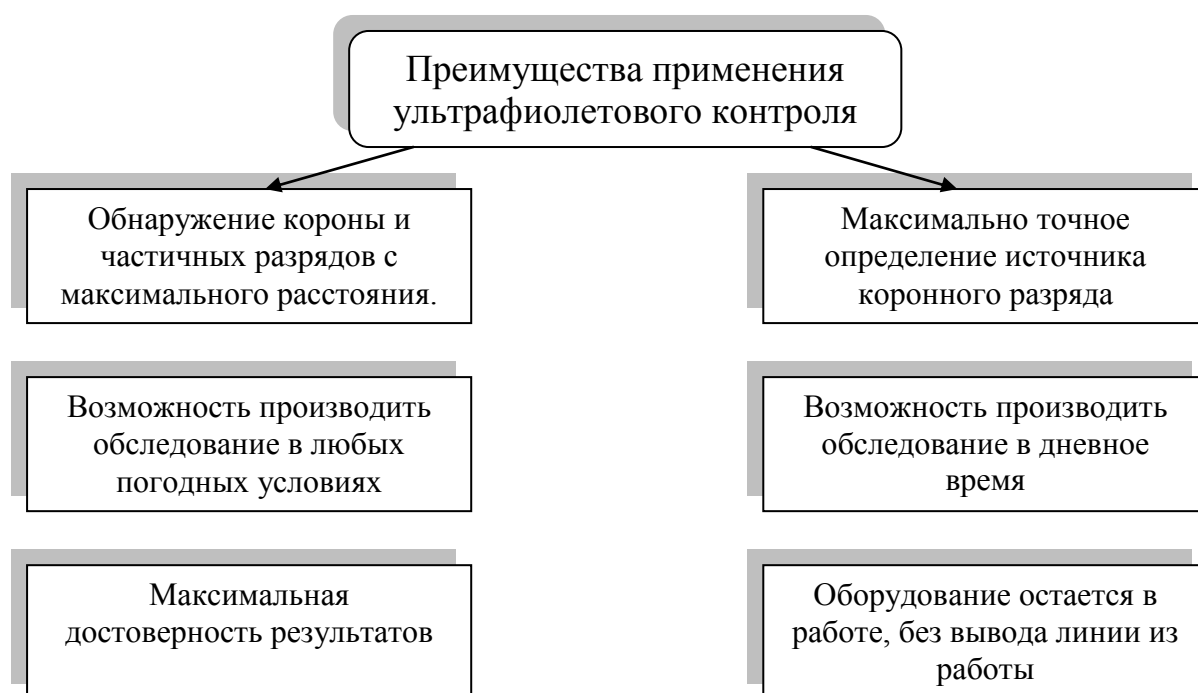 Преимущества применения
ультрафиолетового контроля
Обнаружение короны и
частичных разрядов с
максимального расстояния.
Максимально точное
определение источника
коронного разряда
Возможность производить
обследование в любых
погодных условиях
Возможность производить
обследование в дневное
время
Максимальная
достоверность результатов
Оборудование остается в
работе, без вывода линии из
работы